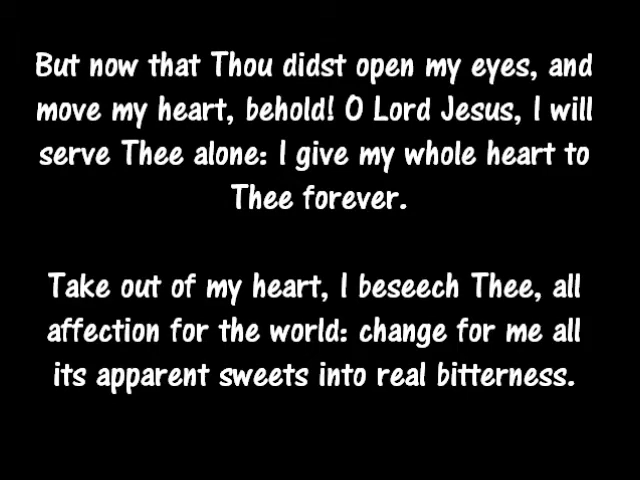 But now that Thou didst open my eyes, and
move my heart, behold! O Lord Jesus, I will
serve Thee alone: I give my whole heart to
Thee forever.
Take out of my heart, I beseech Thee, all
affection for the world: change for me all
its apparent sweets into real bitterness.